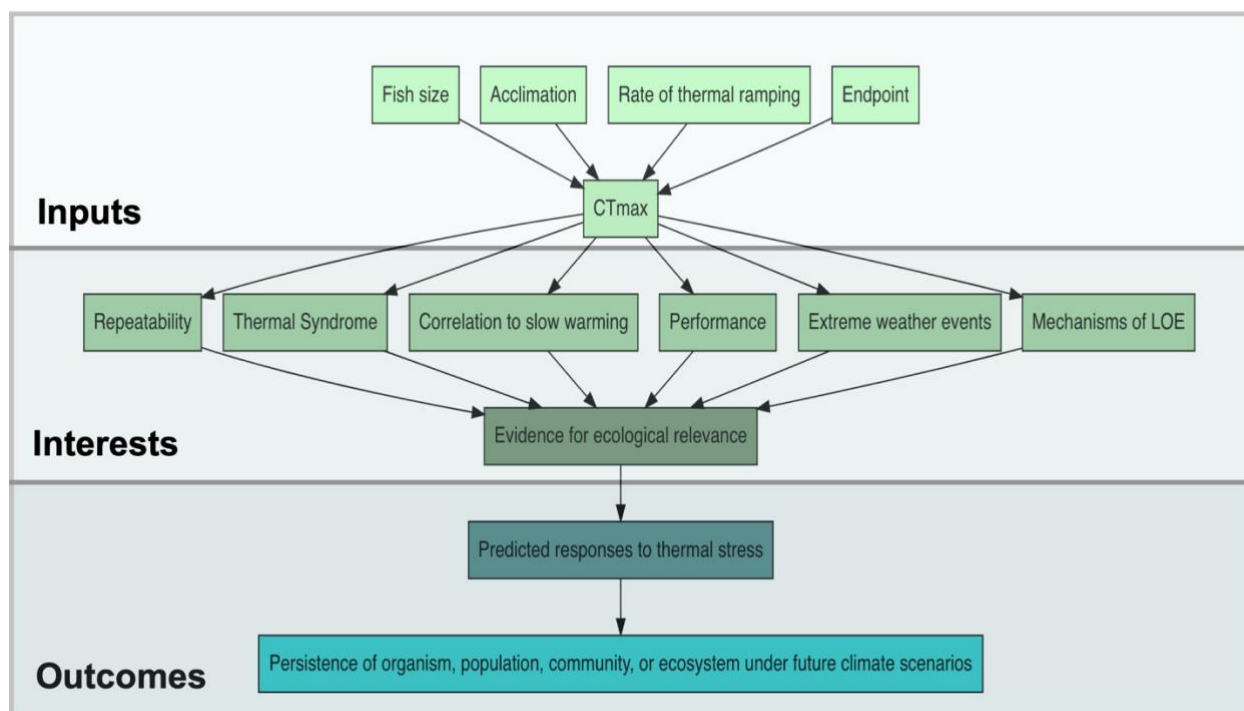 Fish size
Acclimation
Rate of thermal ramping
Endpoint
CTmax
Inputs
Repeatability
Thermal Syndrome
Correlation to slow warming
Performance
Extreme weather events
Mechanisms of LOE
Evidence for ecological relevance
Interests
Predicted responses to thermal stress
Persistence of organism, population, community, or ecosystem under future climate scenarios
Outcomes